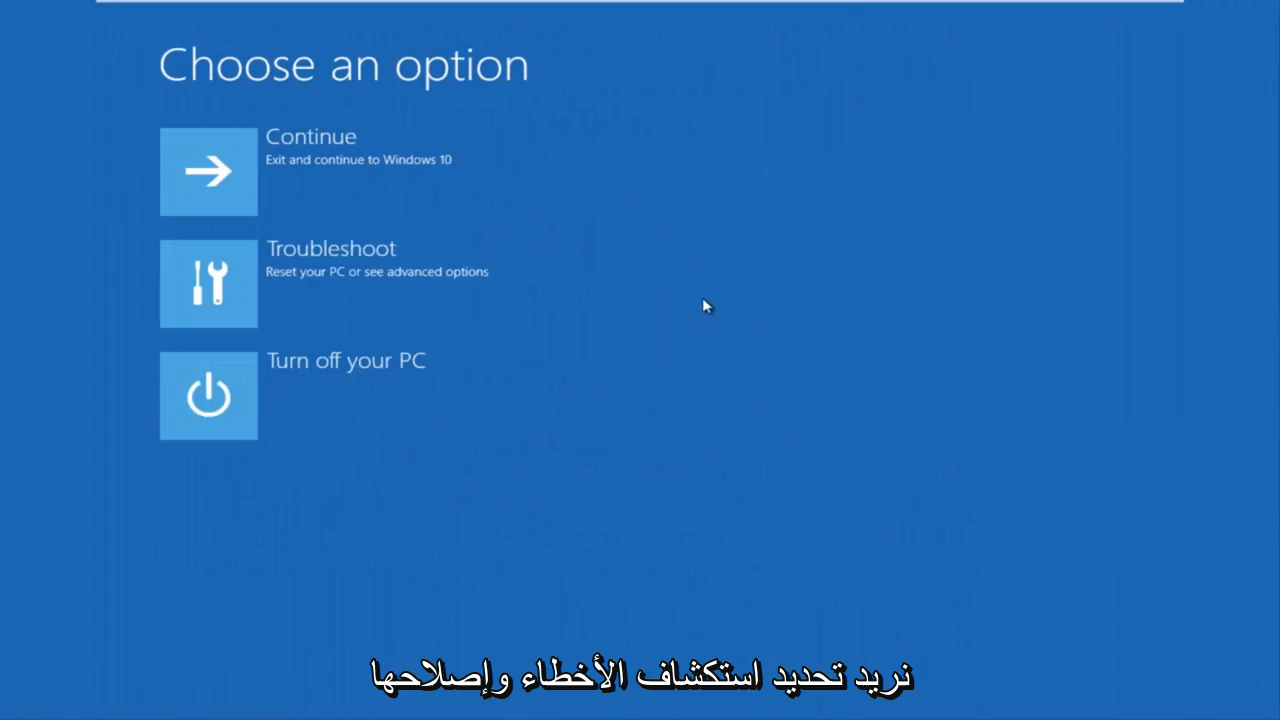 Choose an option
Continue
Exit and continue to Windows 10
Troubleshoot
Reset your PC or see advanced options
Turn off your PC
نريد تحديد استكشاف الأخطاء وإصلاحها